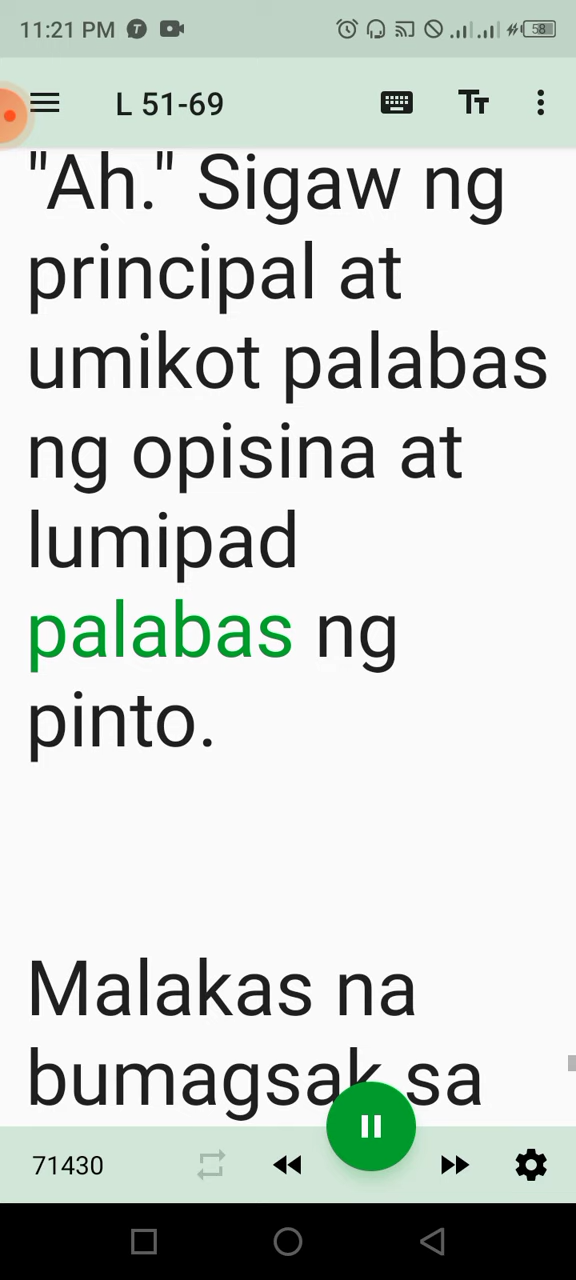 11:21 PM
58
L 51-69
"Ah." Sigaw ng
principal at
umikot palabas
ng opisina at
lumipad
palabas ng
pinto.
Malakas na
bumagsak sa
71430